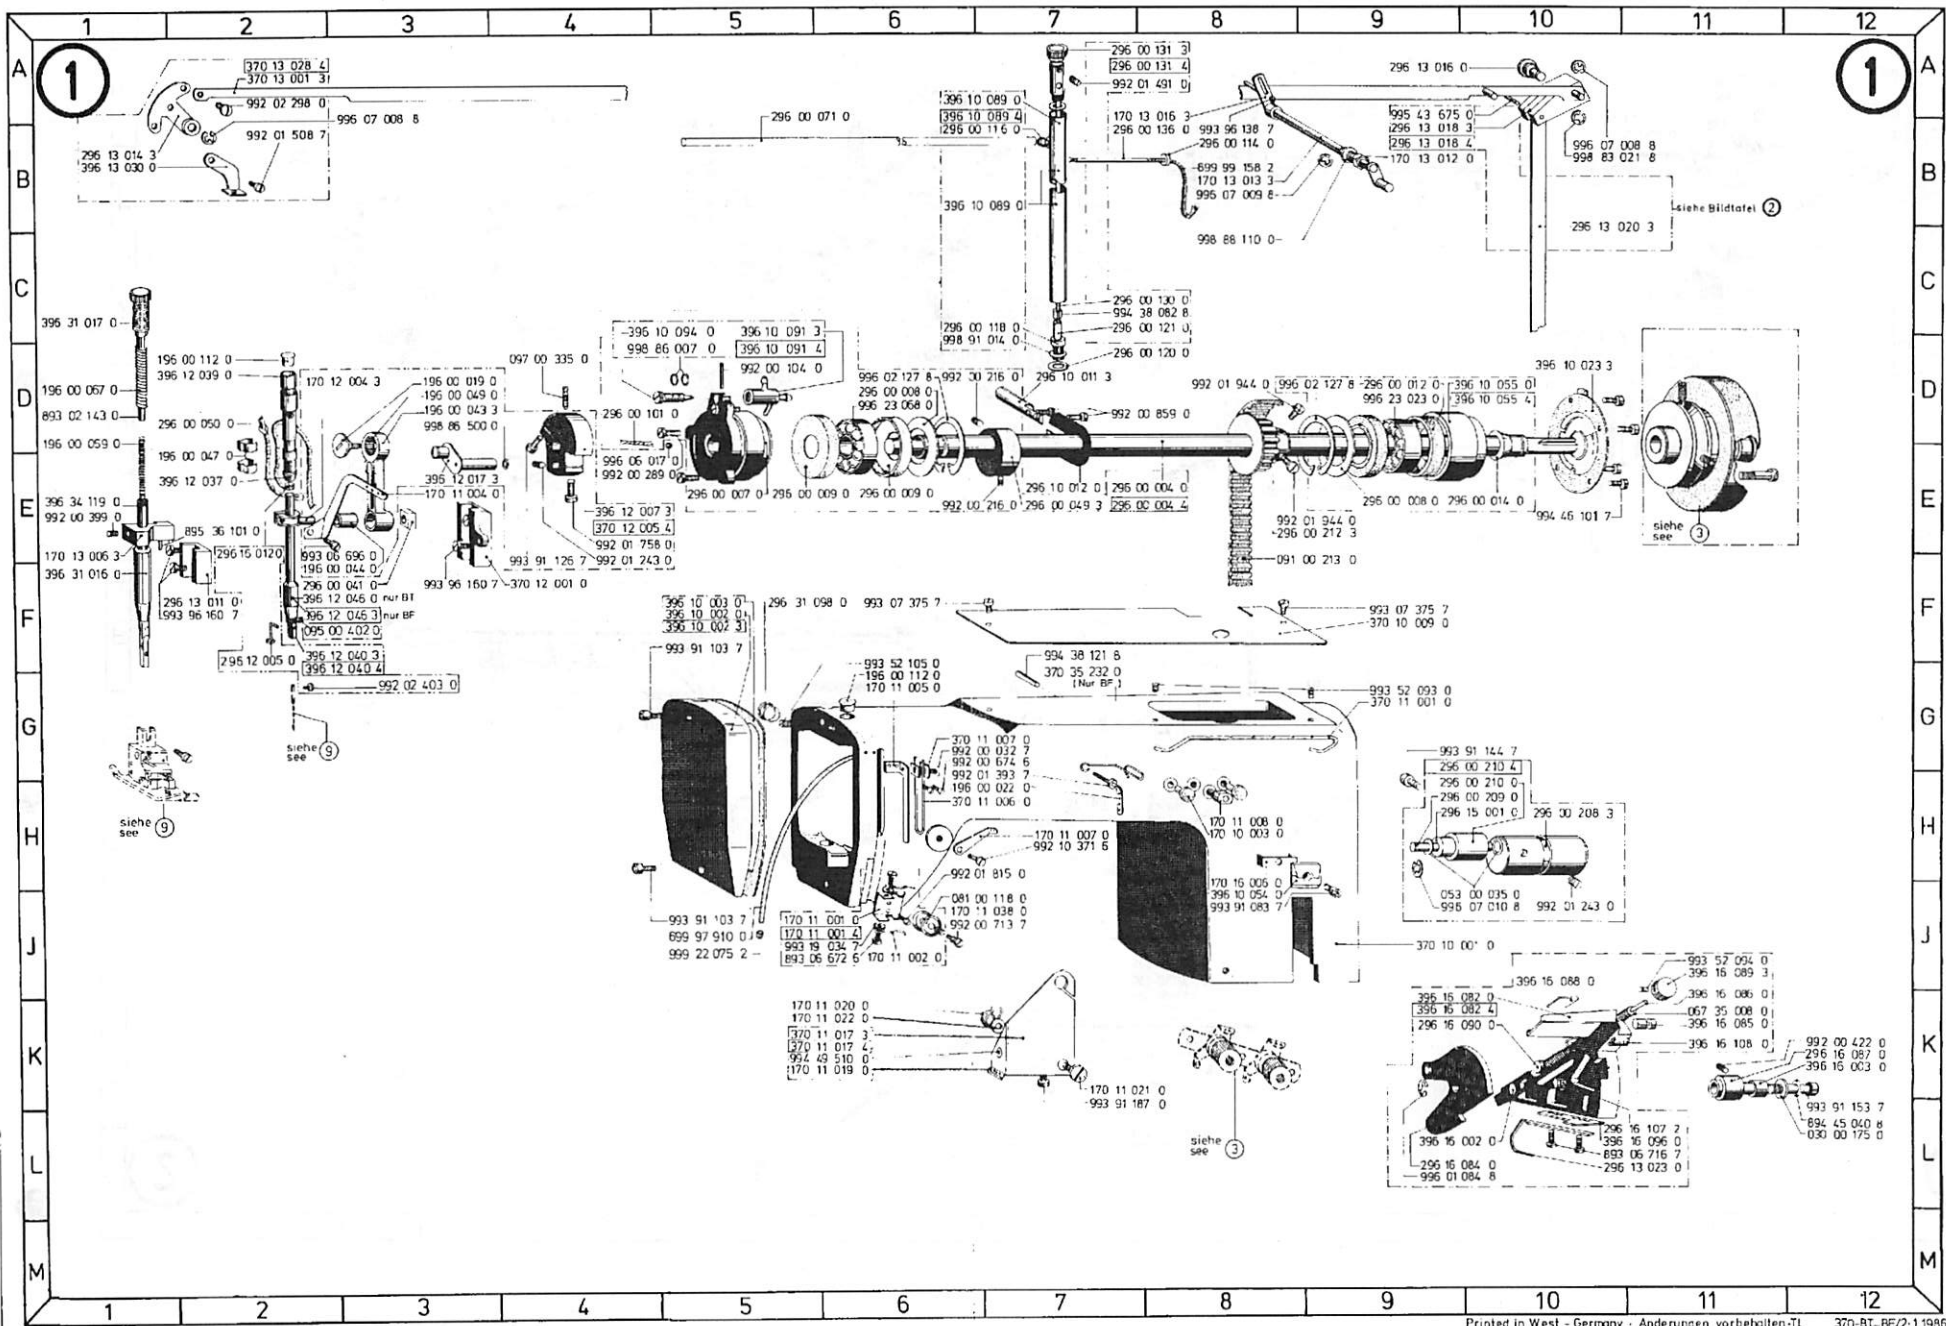 1 2 3 4 5 6 7 8 9 10 11 12
A
B
C
D
E
F
G
H
J
K
L
M
1
1
370 13 028 4
370 13 001 3
992 02 298 0
996 07 008 8
992 01 508 7
296 13 014 3
396 13 030 0
296 00 071 0
296 00 131 3
296 00 131 4
992 01 491 0
396 10 089 0
396 10 089 4
296 00 116 0
170 13 016 3
296 00 136 0
993 96 138 7
296 00 114 0
699 99 158 2
170 13 013 3
996 07 009 8
396 10 089 0
998 88 110 0
296 13 016 0
995 43 675 0
296 13 018 3
296 13 018 4
170 13 012 0
996 07 008 8
998 83 021 8
siehe Bildtafel 2
296 13 020 3
396 31 017 0
196 00 067 0
893 02 143 0
196 00 059 0
396 34 119 0
992 00 399 0
170 13 006 3
396 31 016 0
895 36 101 0
296 13 011 0
993 96 160 7
196 00 112 0
396 12 039 0
296 00 050 0
196 00 047 0
396 12 037 0
296 16 012 0
296 12 005 0
170 12 004 3
196 00 019 0
196 00 049 0
196 00 043 3
998 86 500 0
396 12 017 3
170 11 004 0
993 06 696 0
196 00 044 0
296 00 041 0
396 12 046 0 nur BT
396 12 046 3 nur BF
095 00 402 0
396 12 040 3
396 12 040 4
992 02 403 0
siehe
see 9
siehe
see 9
993 96 160 7
370 12 001 0
097 00 335 0
396 10 094 0
998 86 007 0
396 10 091 3
396 10 091 4
992 00 104 0
296 00 101 0
996 06 017 0
992 00 289 0
396 12 007 3
370 12 005 4
992 01 758 0
992 01 243 0
993 91 126 7
296 00 007 0
296 00 009 0
296 00 009 0
996 02 127 8
296 00 008 0
996 23 068 0
992 00 216 0
296 00 118 0
998 91 014 0
296 00 130 0
994 38 082 8
296 00 121 0
296 00 120 0
296 10 011 3
992 00 859 0
992 00 216 0
296 10 012 0
296 00 049 3
296 00 004 0
296 00 004 4
992 01 944 0
996 02 127 8
296 00 012 0
996 23 023 0
396 10 055 0
396 10 055 4
992 01 944 0
296 00 212 3
091 00 213 0
296 00 008 0
296 00 014 0
396 10 023 3
994 46 101 7
siehe
see 3
396 10 003 0
396 10 002 0
396 10 002 3
993 91 103 7
296 31 098 0
993 07 375 7
993 07 375 7
370 10 009 0
993 52 105 0
196 00 112 0
170 11 005 0
994 38 121 8
370 35 232 0
(Nur BF)
993 52 093 0
370 11 001 0
370 11 007 0
992 00 032 7
992 00 674 6
992 01 393 7
196 00 022 0
370 11 006 0
170 11 007 0
992 10 371 6
992 01 815 0
081 00 118 0
170 11 038 0
992 00 713 7
993 91 103 7
699 97 910 0
999 22 075 2
170 11 001 0
170 11 001 4
993 19 034 7
893 06 672 6
170 11 002 0
170 11 008 0
170 10 003 0
170 16 006 0
396 10 054 0
993 91 083 7
993 91 144 7
296 00 210 4
296 00 210 0
296 00 209 0
296 15 001 0
296 00 208 3
053 00 035 0
996 07 010 8
992 01 243 0
370 10 001 0
170 11 020 0
170 11 022 0
370 11 017 3
370 11 017 4
994 49 510 0
170 11 019 0
170 11 021 0
993 91 187 0
siehe
see 3
993 52 094 0
396 16 089 3
396 16 088 0
396 16 086 0
396 16 082 0
396 16 082 4
067 35 008 0
296 16 090 0
396 16 085 0
396 16 108 0
992 00 422 0
296 16 087 0
396 16 003 0
993 91 153 7
894 45 040 8
030 00 175 0
396 16 002 0
296 16 107 2
396 16 096 0
893 06 716 7
296 13 023 0
296 16 084 0
996 01 084 8
1 2 3 4 5 6 7 8 9 10 11 12
Printed in West - Germany · Änderungen vorbehalten · TL 370-BT-BF/2-1 1986